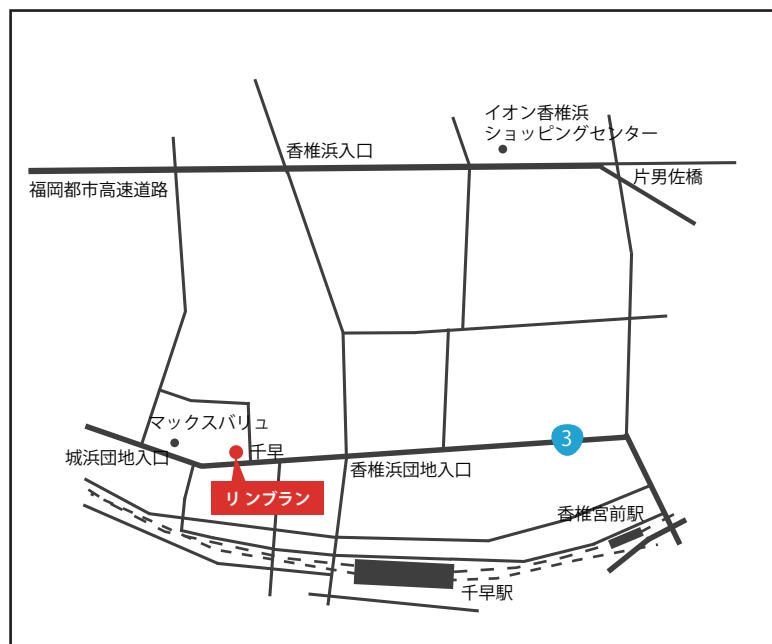 イオン香椎浜
ショッピングセンター
香椎浜入口
片男佐橋
福岡都市高速道路
マックスバリュ
3
千早
城浜団地入口
香椎浜団地入口
リンブラン
香椎宮前駅
千早駅